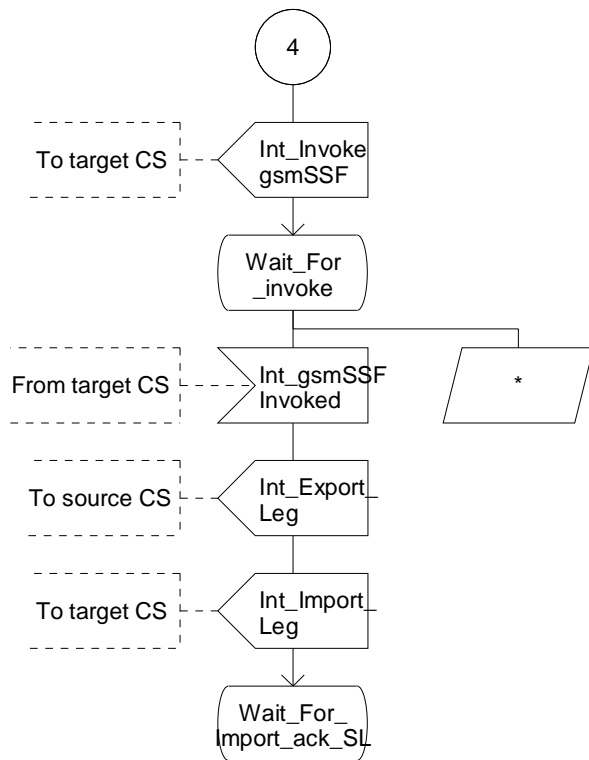 4
To target CS
Int_Invoke
gsmSSF
Wait_For
_invoke
From target CS
Int_gsmSSF
Invoked
*
To source CS
Int_Export_
Leg
To target CS
Int_Import_
Leg
Wait_For_
Import_ack_SL